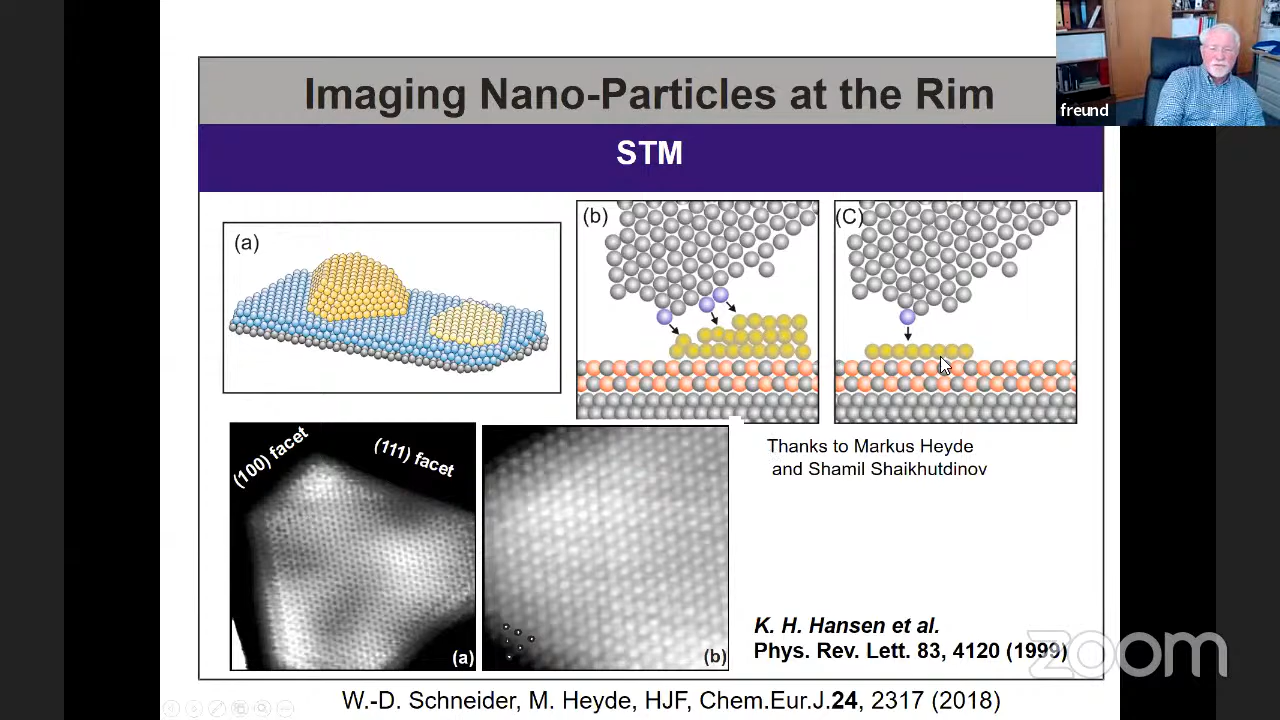 Imaging Nano-Particles at the Rim
freund
STM
(a)
(b)
(C)
Thanks to Markus Heyde
and Shamil Shaikhutdinov
(100) facet
(111) facet
(a)
(b)
K. H. Hansen et al.
Phys. Rev. Lett. 83, 4120 (1999)
zoom
W.-D. Schneider, M. Heyde, HJF, Chem.Eur.J.24, 2317 (2018)